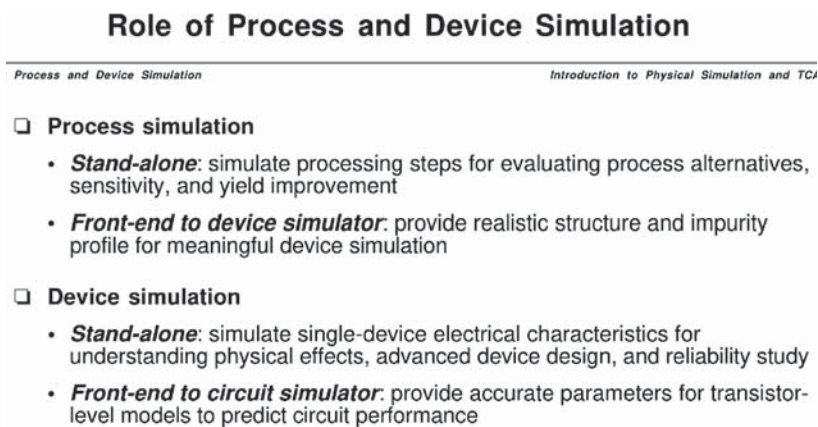 Role of Process and Device Simulation
Process and Device Simulation
Introduction to Physical Simulation and TCA
❏ Process simulation
• Stand-alone: simulate processing steps for evaluating process alternatives,
sensitivity, and yield improvement
• Front-end to device simulator: provide realistic structure and impurity
profile for meaningful device simulation
❏ Device simulation
• Stand-alone: simulate single-device electrical characteristics for
understanding physical effects, advanced device design, and reliability study
• Front-end to circuit simulator: provide accurate parameters for transistor-
level models to predict circuit performance